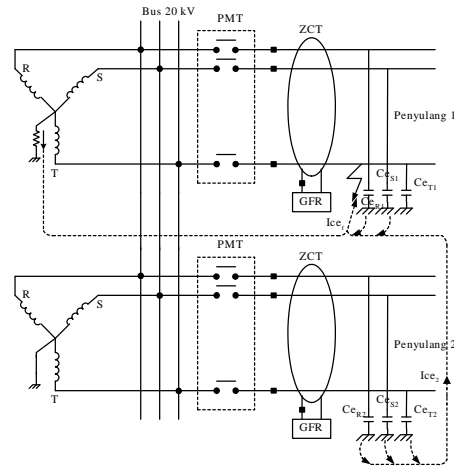 Bus 20 kV
PMT
ZCT
R
S
T
Penyulang 1
Ce_R1
Ce_S1
Ce_T1
GFR
Ice_1
PMT
ZCT
R
S
T
Penyulang 2
Ice_2
Ce_R2
Ce_S2
Ce_T2
GFR